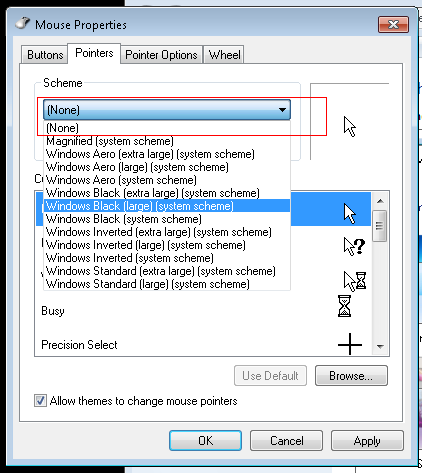 Mouse Properties
Buttons Pointers Pointer Options Wheel
Scheme
(None)
(None)
Magnified (system scheme)
Windows Aero (extra large) (system scheme)
Windows Aero (large) (system scheme)
Windows Aero (system scheme)
Windows Black (extra large) (system scheme)
Windows Black (large) (system scheme)
Windows Black (system scheme)
Windows Inverted (extra large) (system scheme)
Windows Inverted (large) (system scheme)
Windows Inverted (system scheme)
Windows Standard (extra large) (system scheme)
Windows Standard (large) (system scheme)
Busy
Precision Select
Use Default Browse...
Allow themes to change mouse pointers
OK Cancel Apply